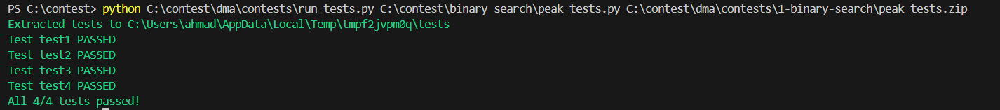 PS C:\contest> python C:\contest\dma\contests\run_tests.py C:\contest\binary_search\peak_tests.py C:\contest\dma\contests\1-binary-search\peak_tests.zip
Extracted tests to C:\Users\ahmad\AppData\Local\Temp\tmpf2jvpm0q\tests
Test test1 PASSED
Test test2 PASSED
Test test3 PASSED
Test test4 PASSED
All 4/4 tests passed!